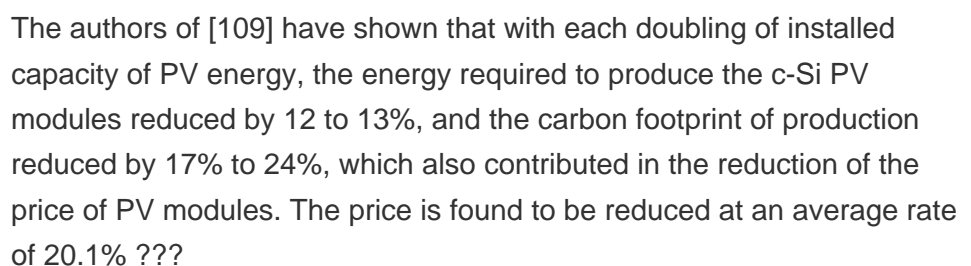 The authors of [109] have shown that with each doubling of installed
capacity of PV energy, the energy required to produce the c-Si PV
modules reduced by 12 to 13%, and the carbon footprint of production
reduced by 17% to 24%, which also contributed in the reduction of the
price of PV modules. The price is found to be reduced at an average rate
of 20.1% ???